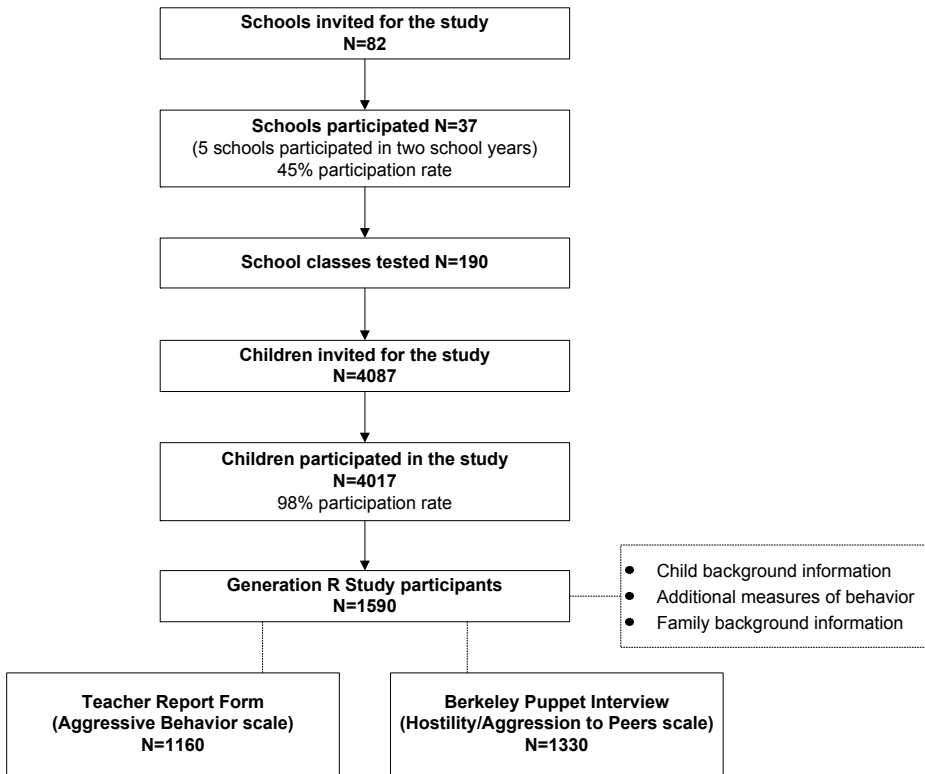 Schools invited for the study
N=82
Schools participated N=37
(5 schools participated in two school years)
45% participation rate
School classes tested N=190
Children invited for the study
N=4087
Children participated in the study
N=4017
98% participation rate
Generation R Study participants
N=1590
● Child background information
● Additional measures of behavior
● Family background information
Teacher Report Form
(Aggressive Behavior scale)
N=1160
Berkeley Puppet Interview
(Hostility/Aggression to Peers scale)
N=1330